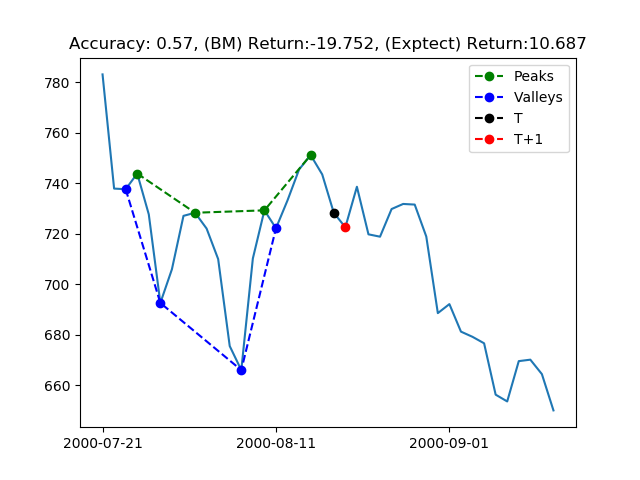 Accuracy: 0.57, (BM) Return:-19.752, (Exptect) Return:10.687
Peaks
Valleys
T
T+1
780
760
740
720
700
680
660
2000-07-21
2000-08-11
2000-09-01